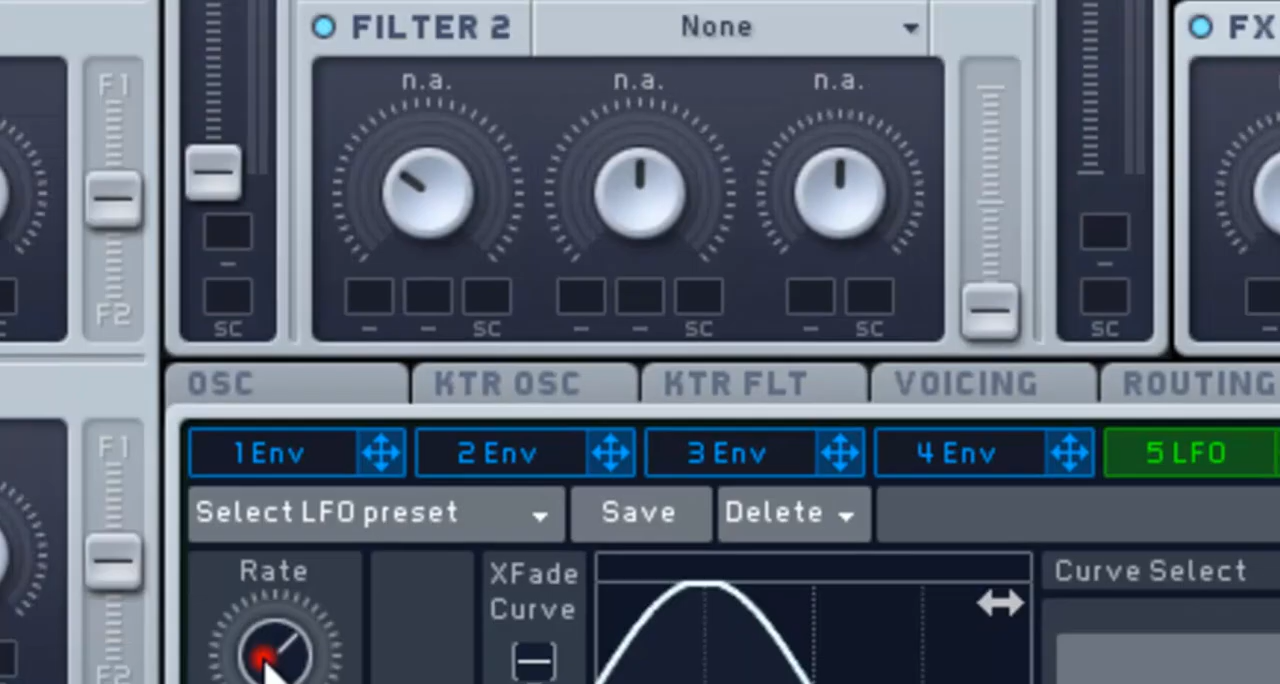 FILTER 2 None FX
F1 n.a. n.a. n.a.
F2
SC SC SC SC SC
OSC KTR OSC KTR FLT VOICING ROUTING
F1 1 Env 2 Env 3 Env 4 Env 5 LFO
Select LFO preset Save Delete
Rate XFade Curve Select
Curve
F2